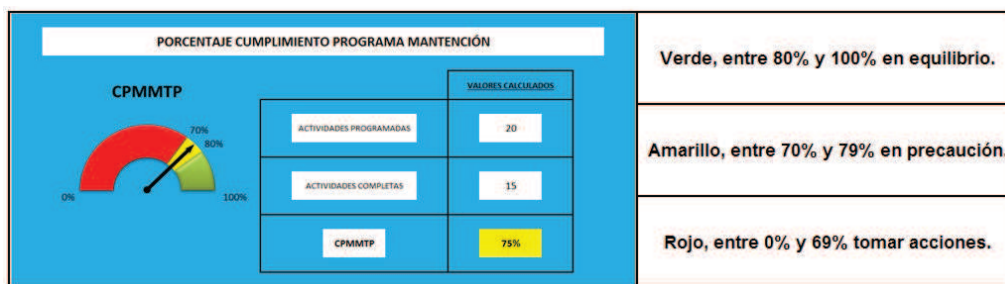 PORCENTAJE CUMPLIMIENTO PROGRAMA MANTENCIÓN
CPMMTP
70%
80%
0%
100%
VALORES CALCULADOS
ACTIVIDADES PROGRAMADAS
20
ACTIVIDADES COMPLETAS
15
CPMMTP
75%
Verde, entre 80% y 100% en equilibrio.
Amarillo, entre 70% y 79% en precaución.
Rojo, entre 0% y 69% tomar acciones.